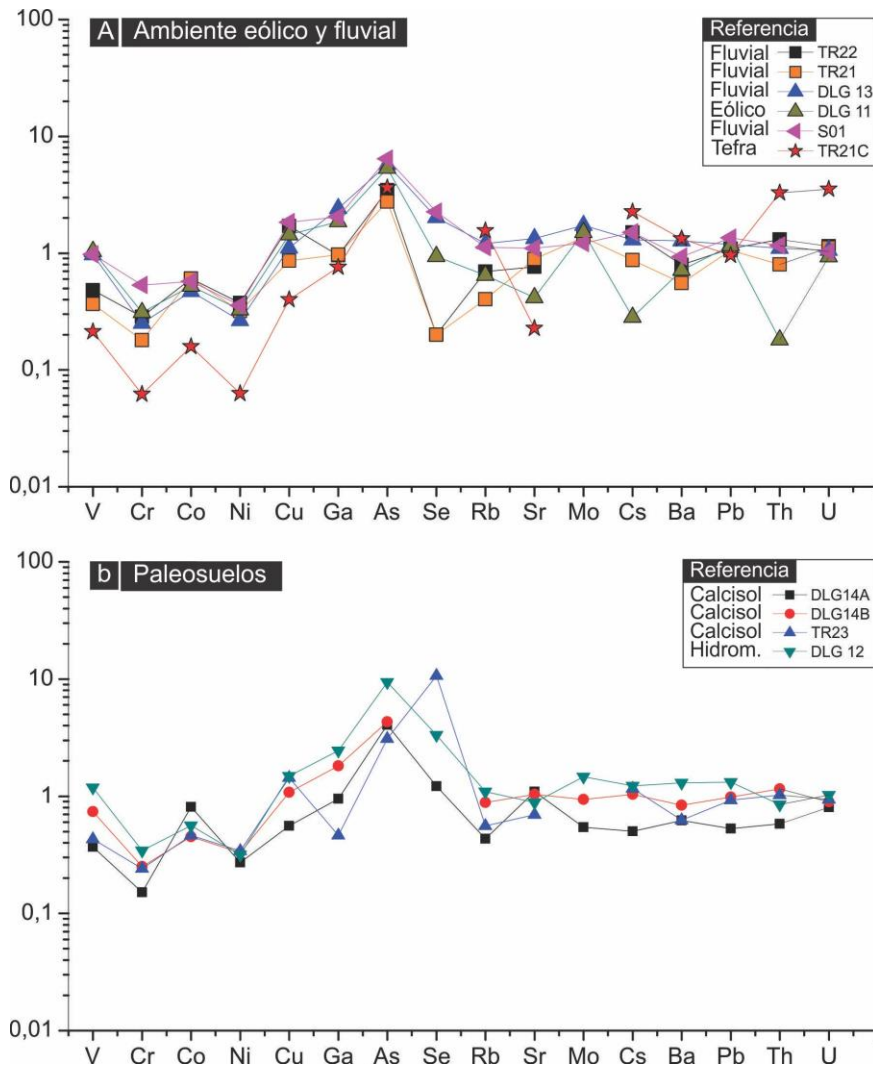 A Ambiente eólico y fluvial
Referencia
Fluvial TR22
Fluvial TR21
Fluvial DLG 13
Eólico DLG 11
Fluvial S01
Tefra TR21C
100
10
1
0,1
0,01
V Cr Co Ni Cu Ga As Se Rb Sr Mo Cs Ba Pb Th U
b Paleosuelos
Referencia
Calcisol DLG14A
Calcisol DLG14B
Calcisol TR23
Hidrom. DLG 12
100
10
1
0,1
0,01
V Cr Co Ni Cu Ga As Se Rb Sr Mo Cs Ba Pb Th U